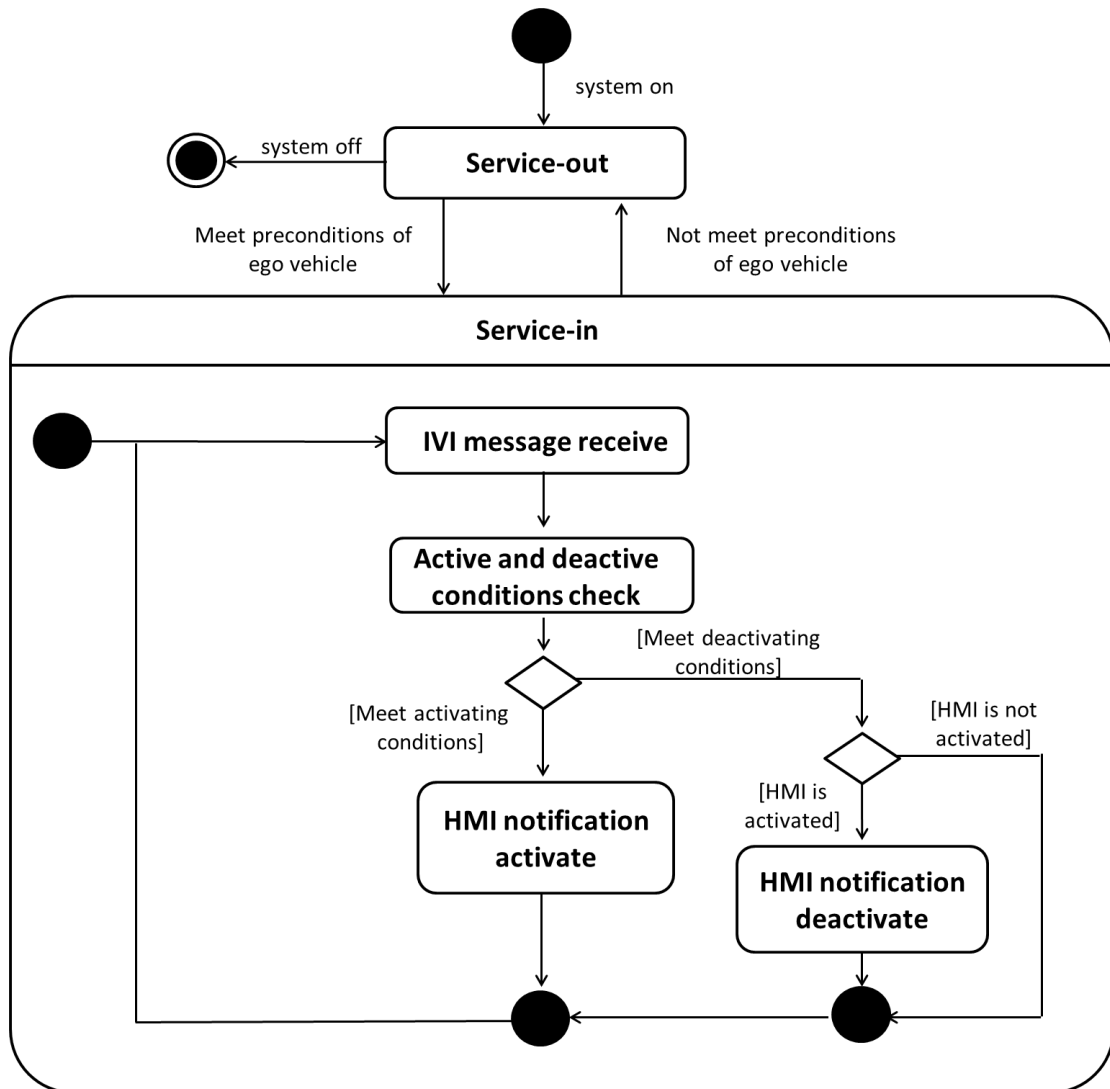 system on
system off
Service-out
Meet preconditions of
ego vehicle
Not meet preconditions
of ego vehicle
Service-in
IVI message receive
Active and deactive
conditions check
[Meet deactivating
conditions]
[Meet activating
conditions]
[HMI is not
activated]
[HMI is
activated]
HMI notification
activate
HMI notification
deactivate